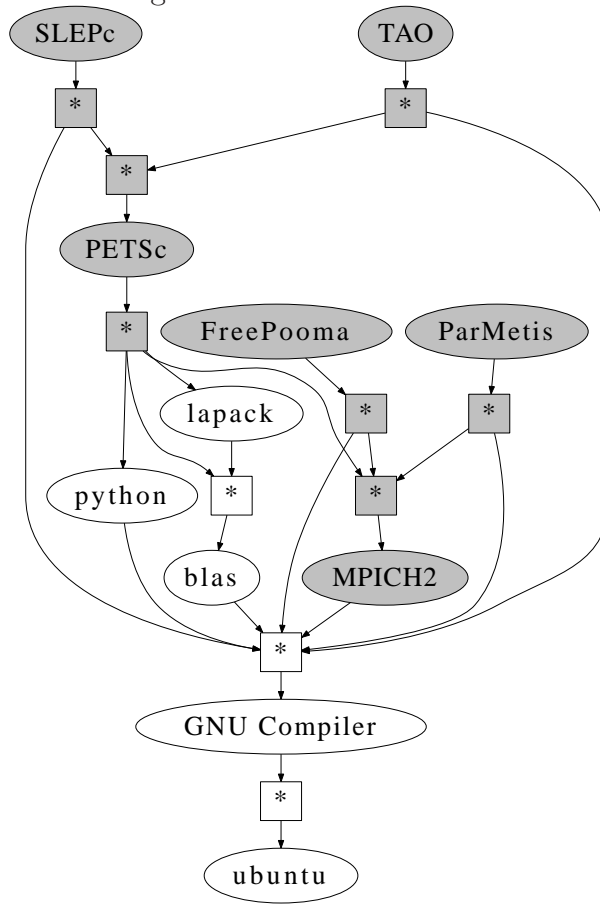 SLEPc TAO
* *
*
PETSc
* FreePooma ParMetis
lapack * *
python * *
blas MPICH2
*
GNU Compiler
*
ubuntu